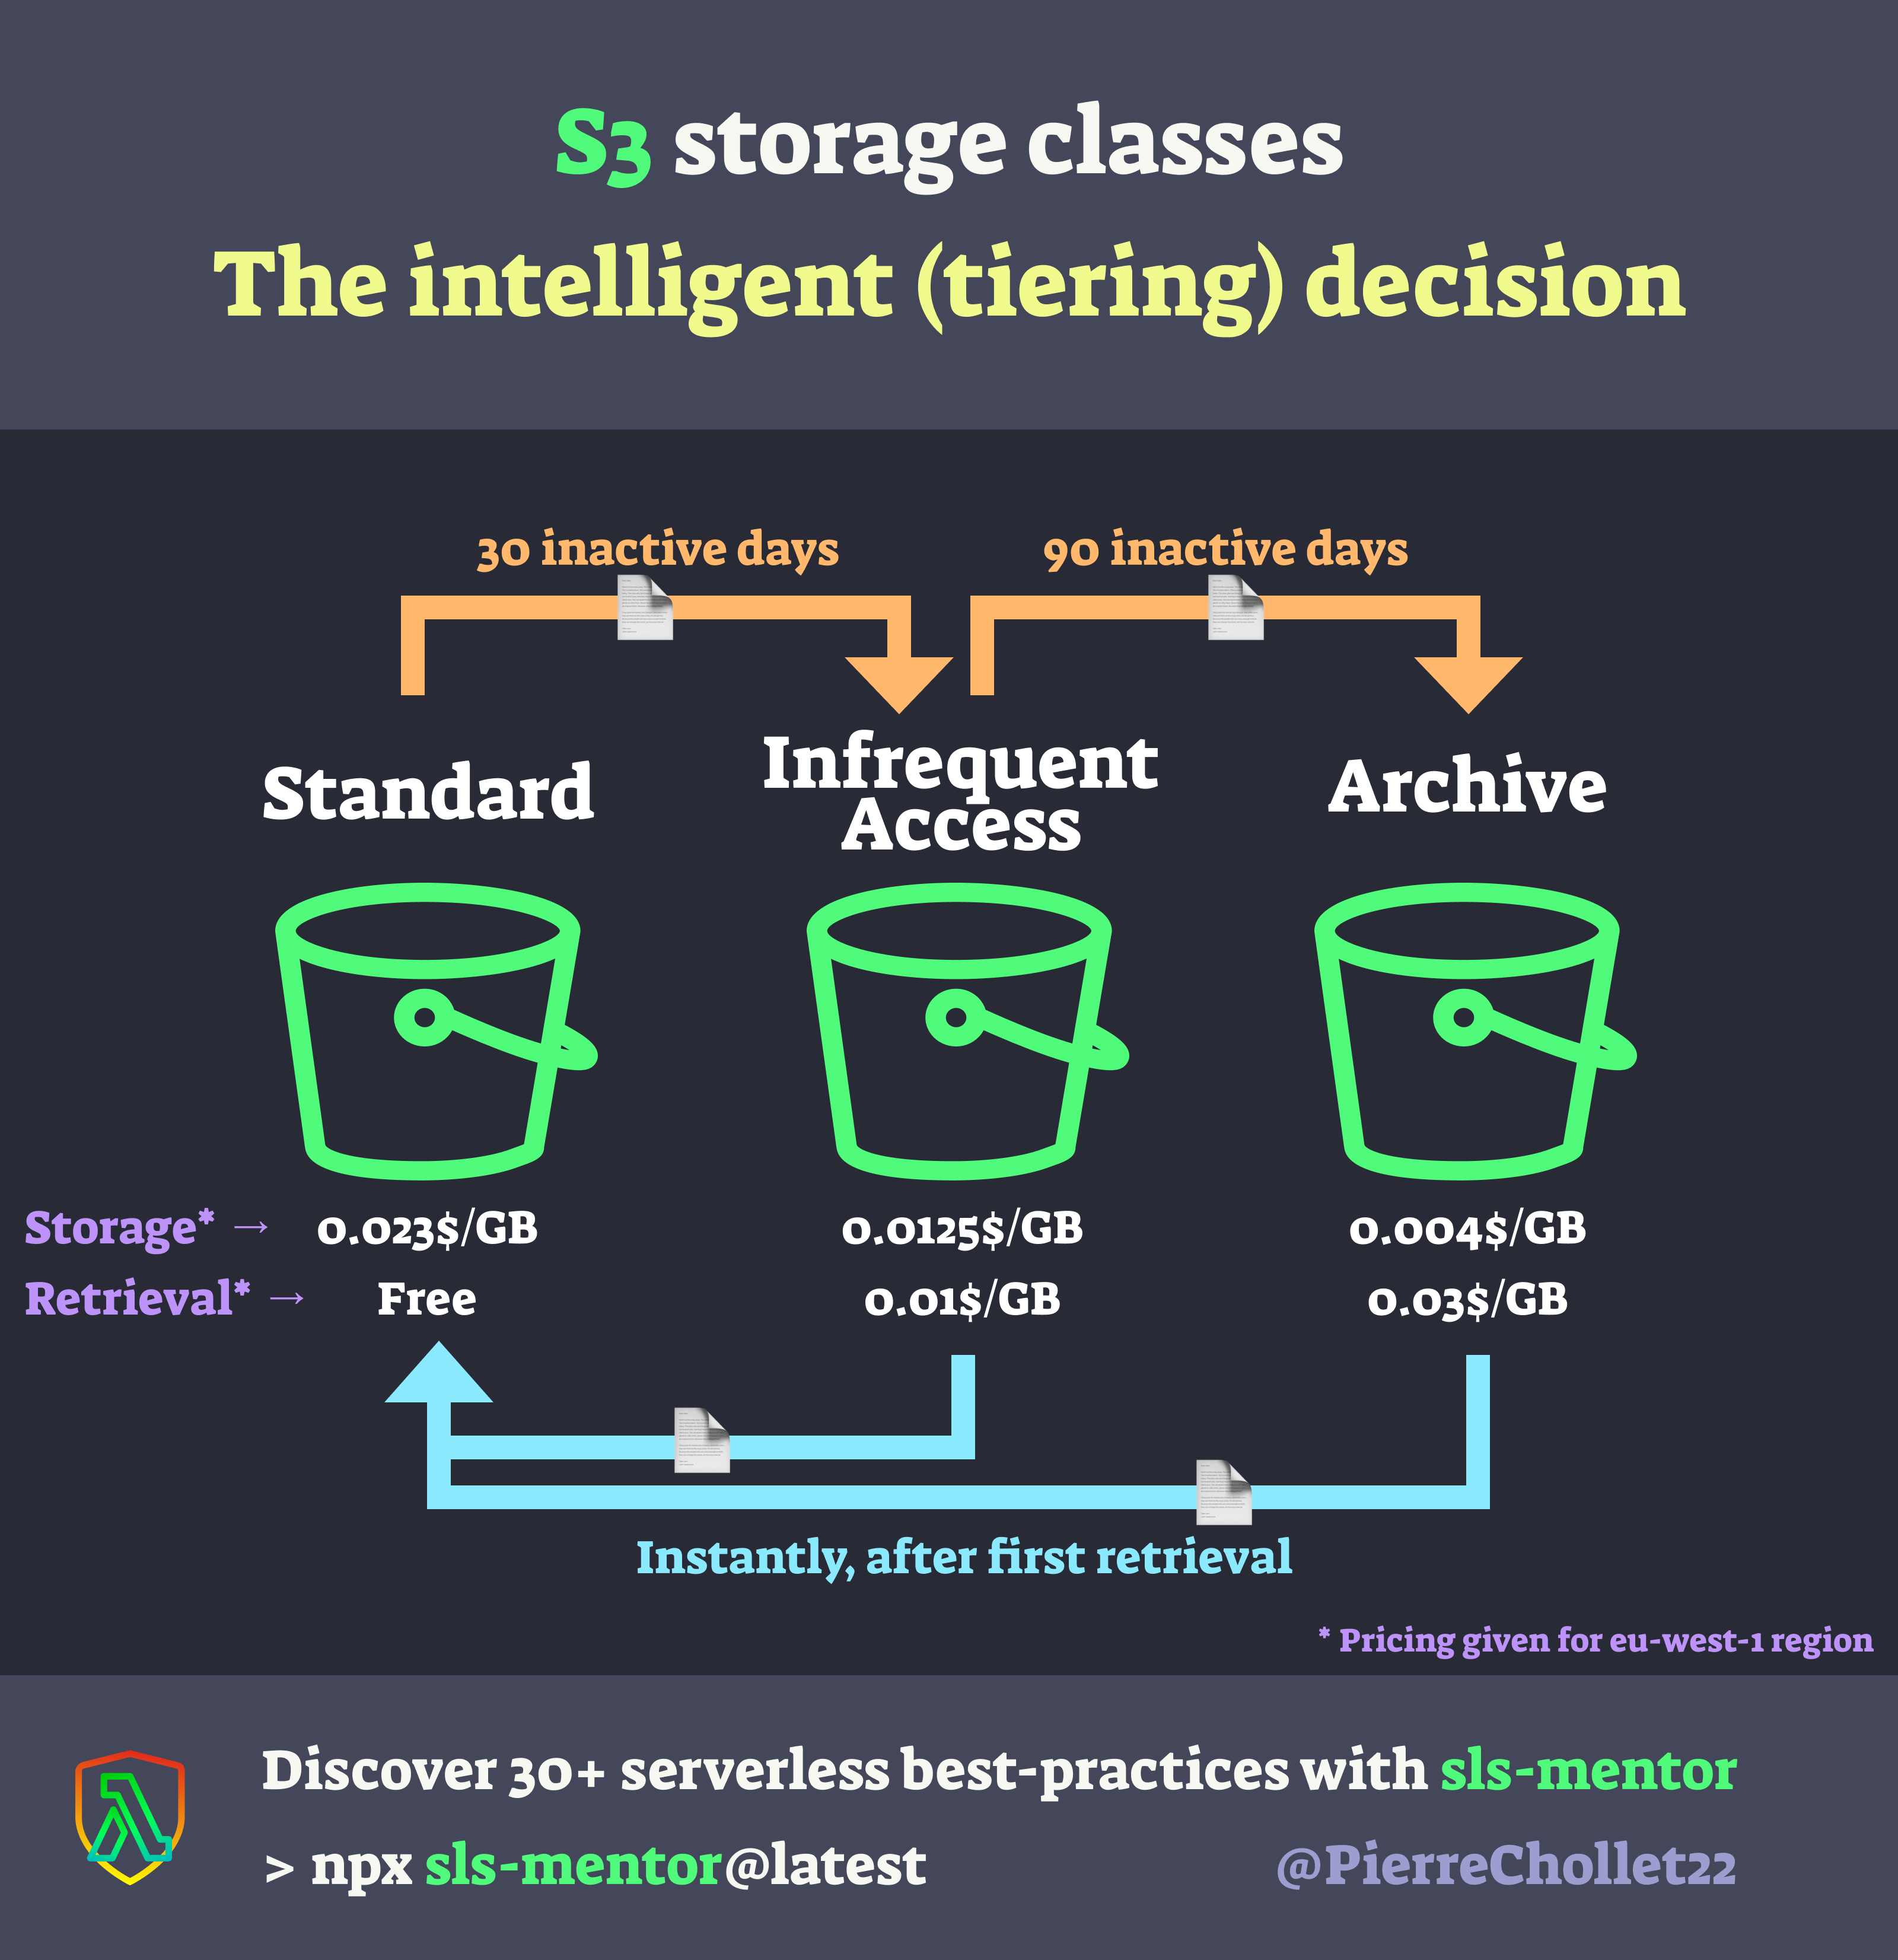 S3 storage classes
The intelligent (tiering) decision
30 inactive days
90 inactive days
Standard
Infrequent
Access
Archive
Storage* → 0.023$/GB 0.0125$/GB 0.004$/GB
Retrieval* → Free 0.01$/GB 0.03$/GB
Instantly, after first retrieval
* Pricing given for eu-west-1 region
Discover 30+ serverless best-practices with sls-mentor
> npx sls-mentor@latest
@PierreChollet22